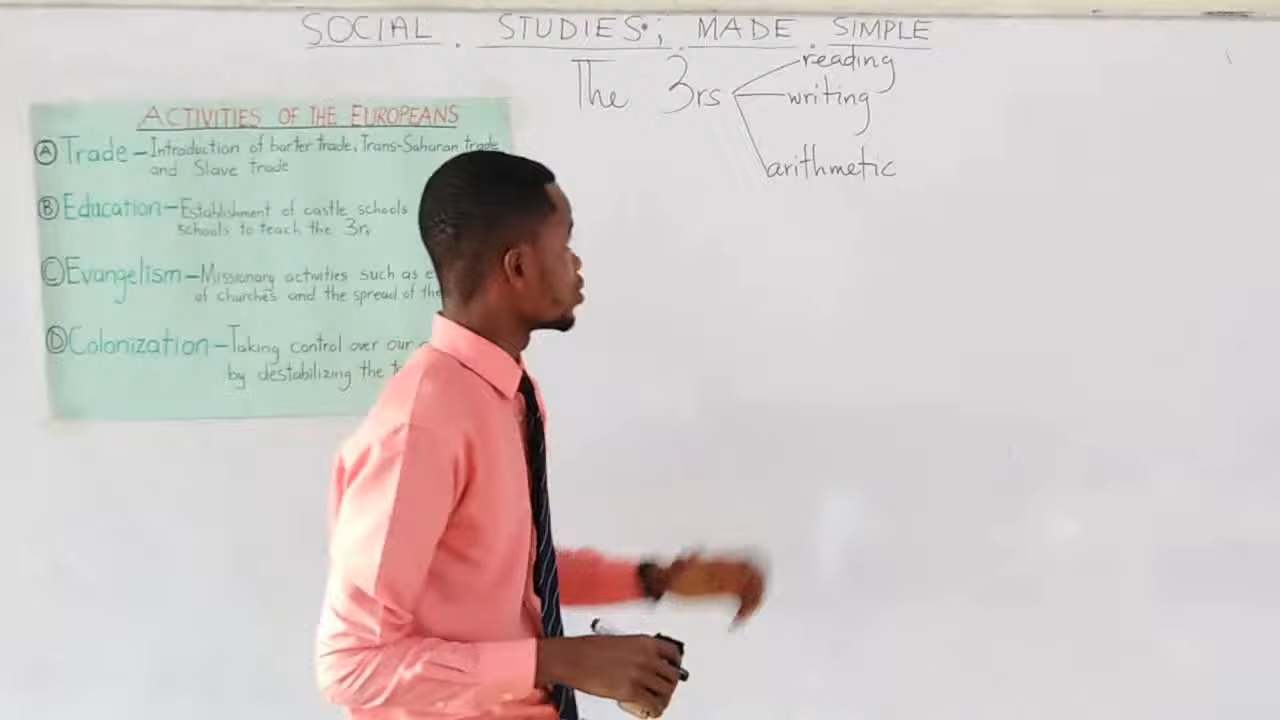 SOCIAL STUDIES; MADE SIMPLE
The 3rs
reading
writing
arithmetic
ACTIVITIES OF THE EUROPEANS
A Trade - Introduction of barter trade, Trans-Saharan trade
and Slave trade
B Education - Establishment of castle schools
schools to teach the 3rs
C Evangelism - Missionary activities such as
of churches and the spread of the
D Colonization - Taking control over our
by destabilizing the